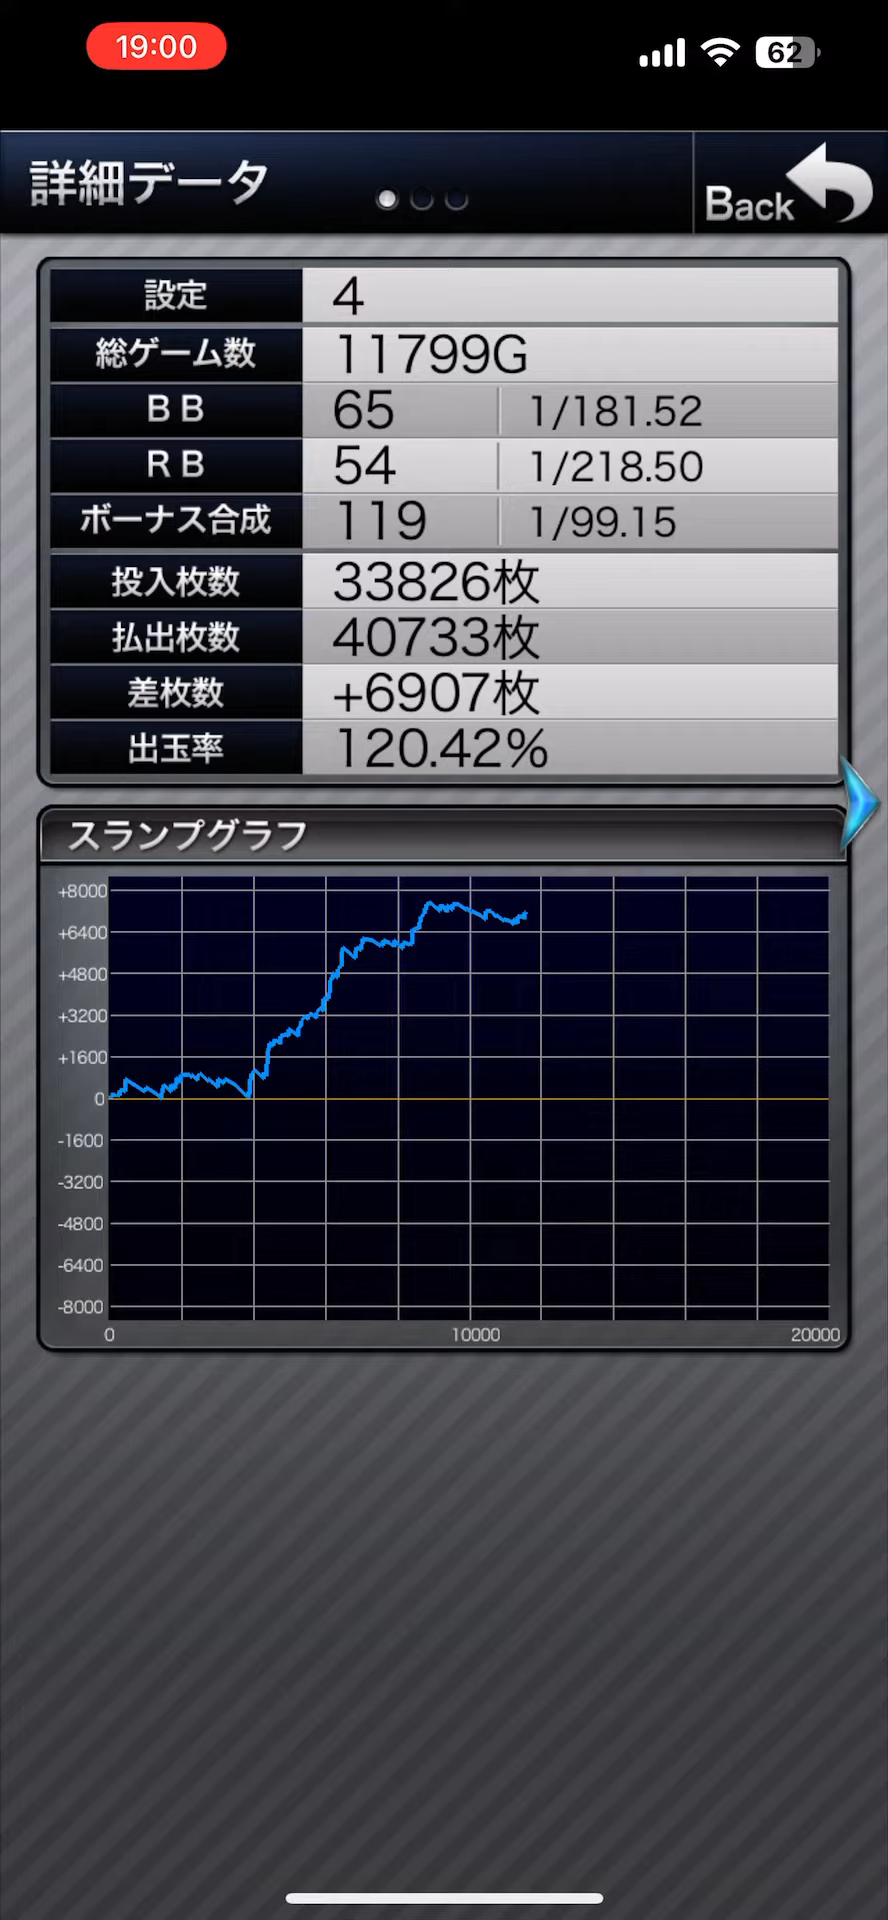 19:00
62
詳細データ
Back
設定 4
総ゲーム数 11799G
BB 65 1/181.52
RB 54 1/218.50
ボーナス合成 119 1/99.15
投入枚数 33826枚
払出枚数 40733枚
差枚数 +6907枚
出玉率 120.42%
スランプグラフ
+8000
+6400
+4800
+3200
+1600
0
-1600
-3200
-4800
-6400
-8000
0 10000 20000